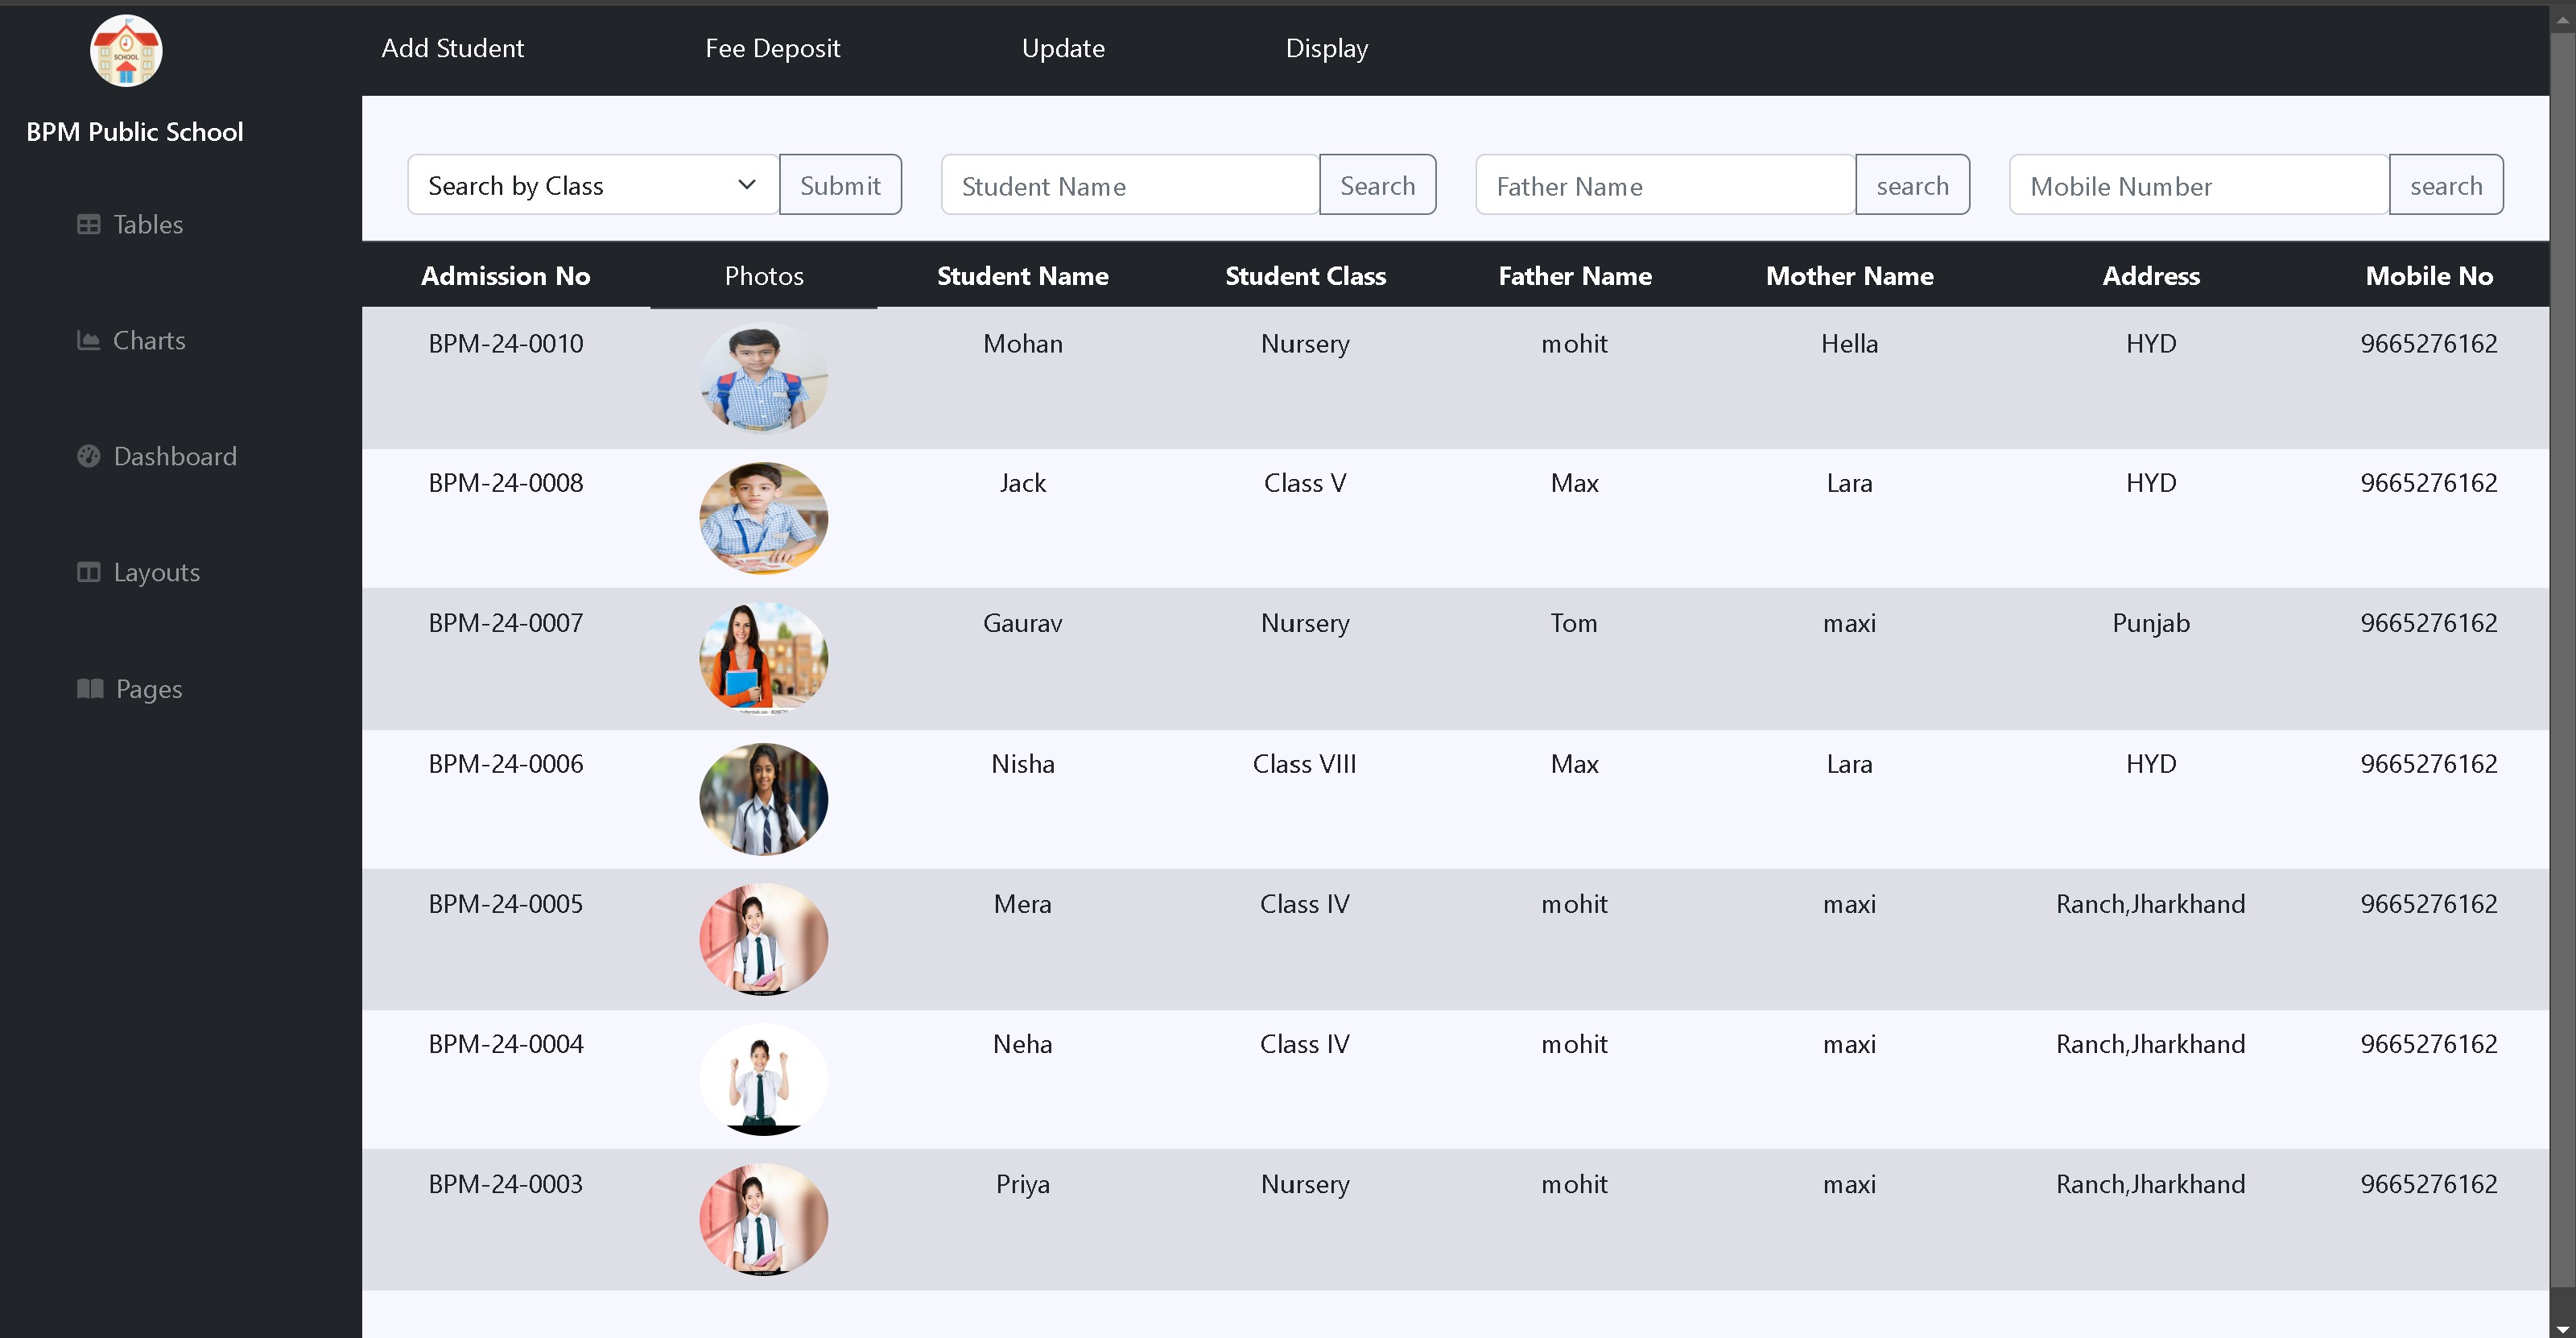 SCHOOL
Add Student Fee Deposit Update Display
BPM Public School
Tables
Charts
Dashboard
Layouts
Pages
Search by Class Submit Student Name Search Father Name search Mobile Number search
Admission No Photos Student Name Student Class Father Name Mother Name Address Mobile No
BPM-24-0010 Mohan Nursery mohit Hella HYD 9665276162
BPM-24-0008 Jack Class V Max Lara HYD 9665276162
BPM-24-0007 Gaurav Nursery Tom maxi Punjab 9665276162
BPM-24-0006 Nisha Class VIII Max Lara HYD 9665276162
BPM-24-0005 Mera Class IV mohit maxi Ranch,Jharkhand 9665276162
BPM-24-0004 Neha Class IV mohit maxi Ranch,Jharkhand 9665276162
BPM-24-0003 Priya Nursery mohit maxi Ranch,Jharkhand 9665276162